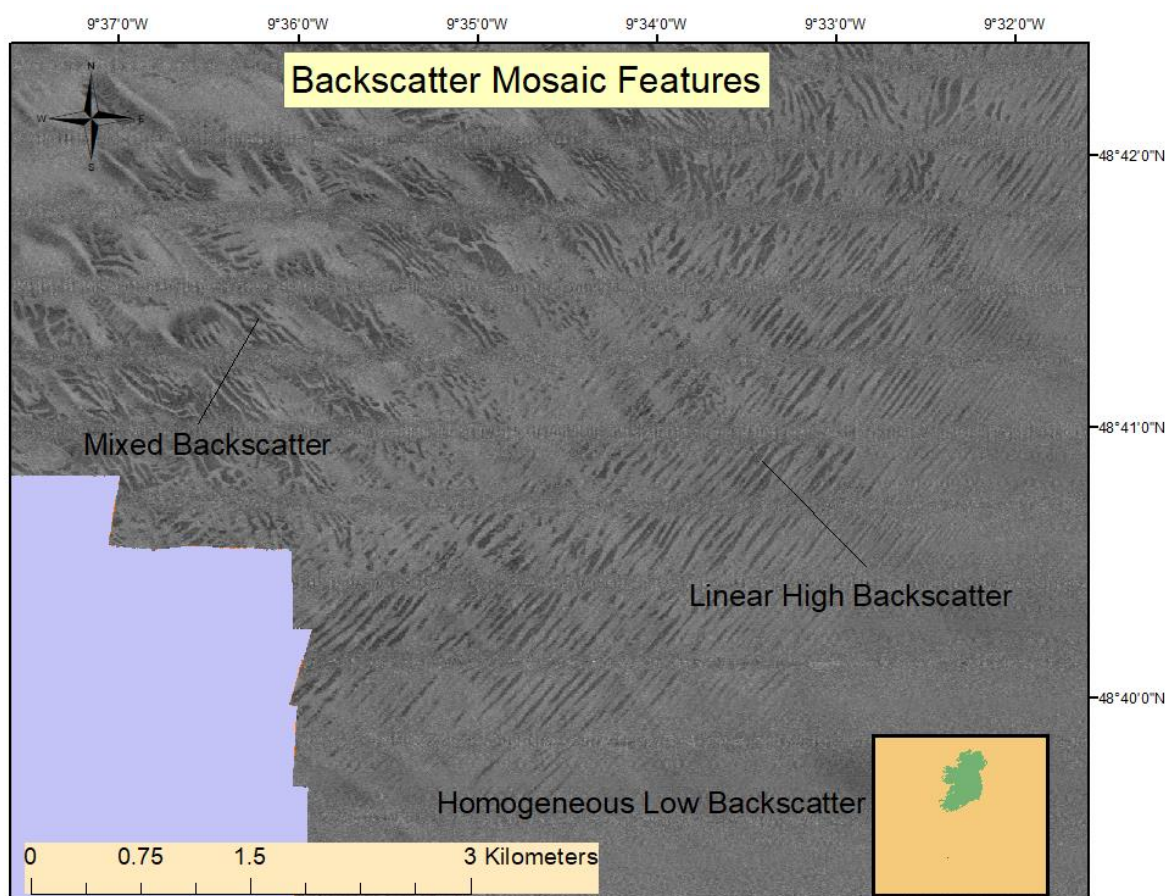 9°37'0"W
9°36'0"W
9°35'0"W
9°34'0"W
9°33'0"W
9°32'0"W
Backscatter Mosaic Features
N
W
E
S
48°42'0"N
48°41'0"N
Mixed Backscatter
Linear High Backscatter
48°40'0"N
Homogeneous Low Backscatter
0 0.75 1.5 3 Kilometers